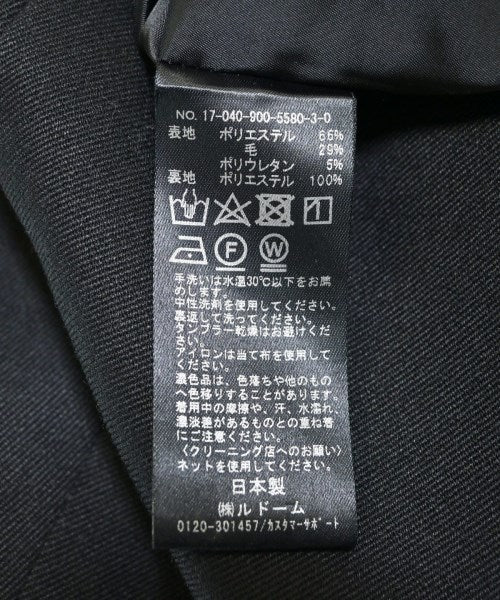 NO. 17-040-900-5580-3-0
表地 ポリエステル 66%
毛 29%
ポリウレタン 5%
裏地 ポリエステル 100%
F W
手洗いは水温30℃以下をお薦
めします。
中性洗剤を使用してください。
裏返して洗ってください。
タンブラー乾燥はお避けくだ
さい。
アイロンは当て布を使用して
ください。
濃色品は、色落ちや他のもの
へ色移りすることがあります。
着用中の摩擦や、汗、水濡れ、
濃淡差があるものとの重ね着
にご注意ください。
〈クリーニング店へのお願い〉
ネットを使用してください。
日本製
㈱ルドーム
0120-301457/カスタマーサポート